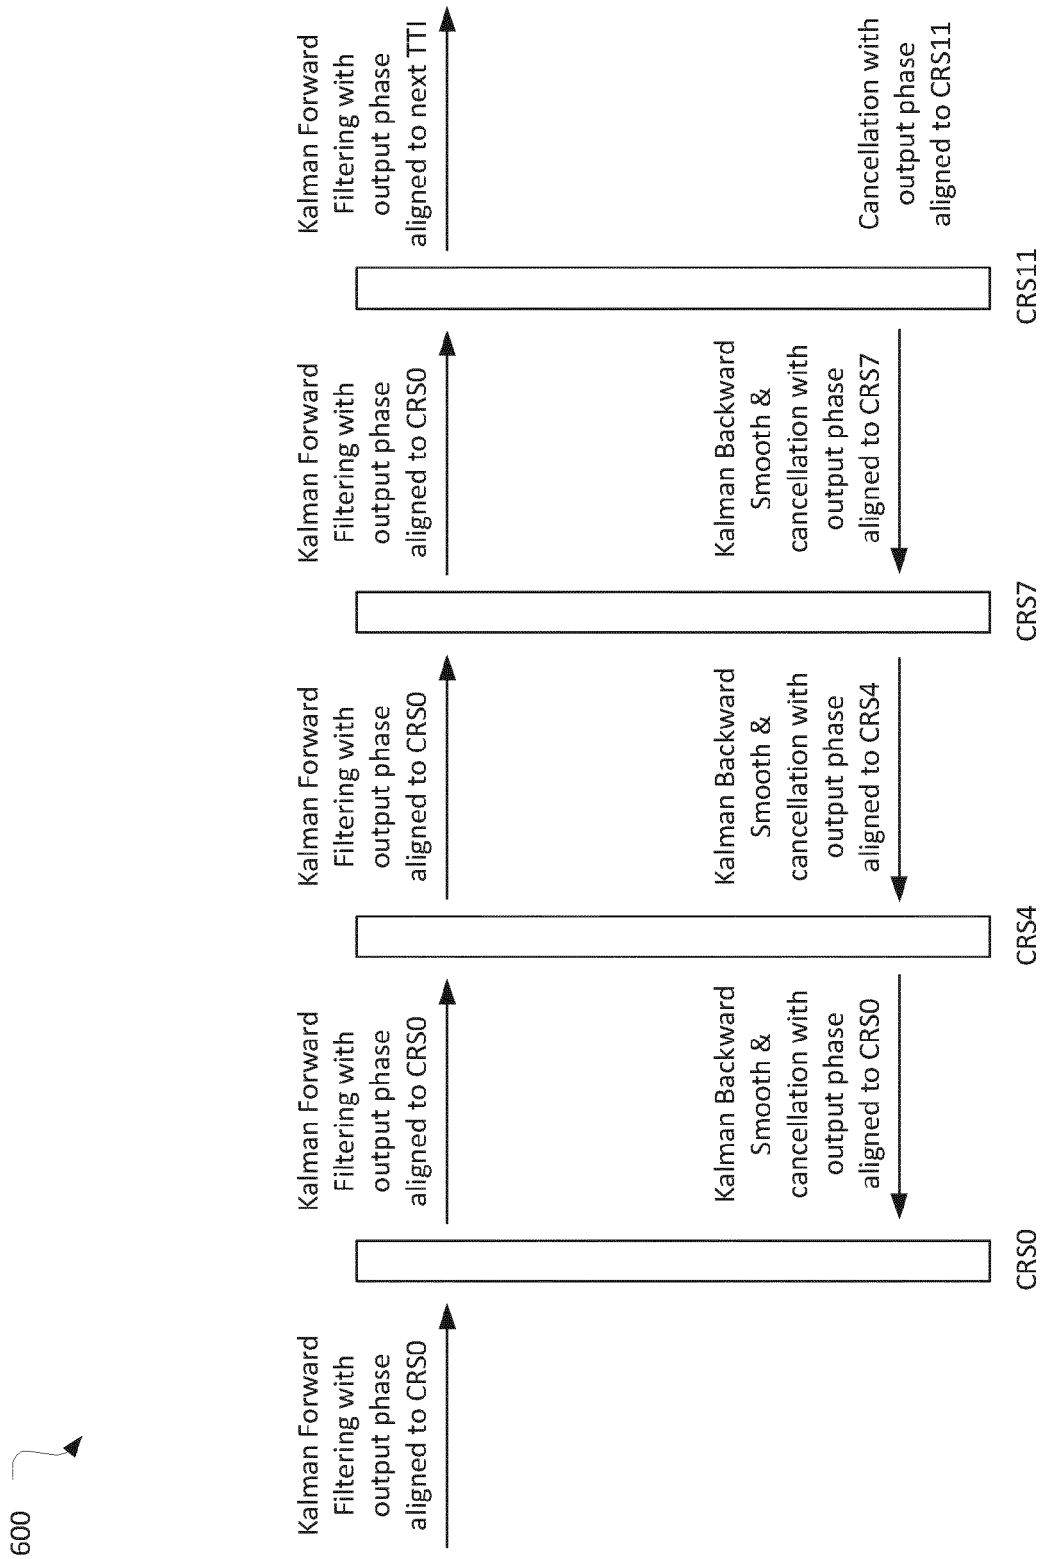 600
Kalman Forward
Filtering with
output phase
aligned to CRS0
Kalman Forward
Filtering with
output phase
aligned to CRS0
Kalman Forward
Filtering with
output phase
aligned to CRS0
Kalman Forward
Filtering with
output phase
aligned to CRS0
Kalman Forward
Filtering with
output phase
aligned to next TTI
Kalman Backward
Smooth &
cancellation with
output phase
aligned to CRS0
Kalman Backward
Smooth &
cancellation with
output phase
aligned to CRS4
Kalman Backward
Smooth &
cancellation with
output phase
aligned to CRS7
Cancellation with
output phase
aligned to CRS11
CRS0
CRS4
CRS7
CRS11